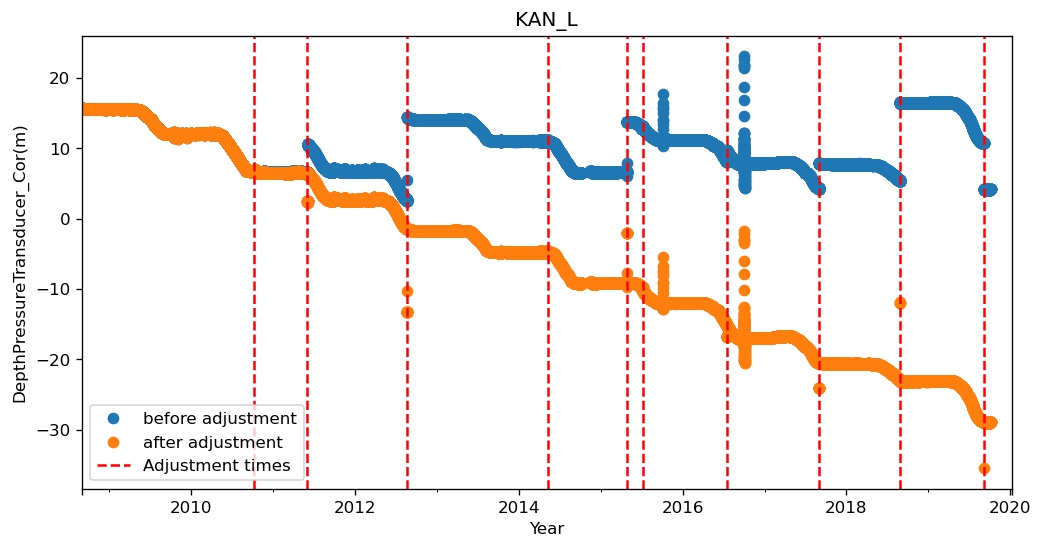 KAN_L
DepthPressureTransducer_Cor(m)
20
10
0
−10
−20
−30
before adjustment
after adjustment
Adjustment times
2010
2012
2014
2016
2018
2020
Year